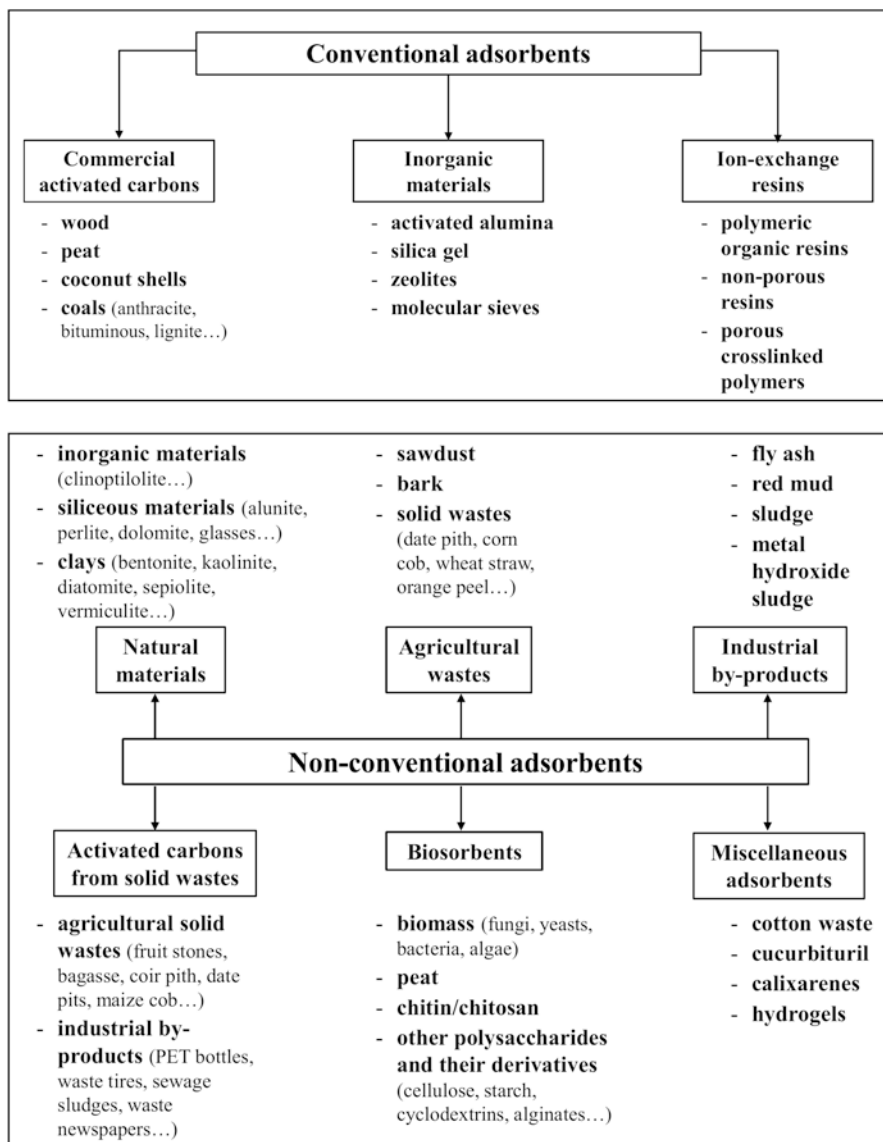 Conventional adsorbents
Commercial
activated carbons
- wood
- peat
- coconut shells
- coals (anthracite,
bituminous, lignite…)
Inorganic
materials
- activated alumina
- silica gel
- zeolites
- molecular sieves
Ion-exchange
resins
- polymeric
organic resins
- non-porous
resins
- porous
crosslinked
polymers
- inorganic materials
(clinoptilolite…)
- siliceous materials (alunite,
perlite, dolomite, glasses…)
- clays (bentonite, kaolinite,
diatomite, sepiolite,
vermiculite…)
Natural
materials
- sawdust
- bark
- solid wastes
(date pith, corn
cob, wheat straw,
orange peel…)
Agricultural
wastes
- fly ash
- red mud
- sludge
- metal
hydroxide
sludge
Industrial
by-products
Non-conventional adsorbents
Activated carbons
from solid wastes
- agricultural solid
wastes (fruit stones,
bagasse, coir pith, date
pits, maize cob…)
- industrial by-
products (PET bottles,
waste tires, sewage
sludges, waste
newspapers…)
Biosorbents
- biomass (fungi, yeasts,
bacteria, algae)
- peat
- chitin/chitosan
- other polysaccharides
and their derivatives
(cellulose, starch,
cyclodextrins, alginates…)
Miscellaneous
adsorbents
- cotton waste
- cucurbituril
- calixarenes
- hydrogels